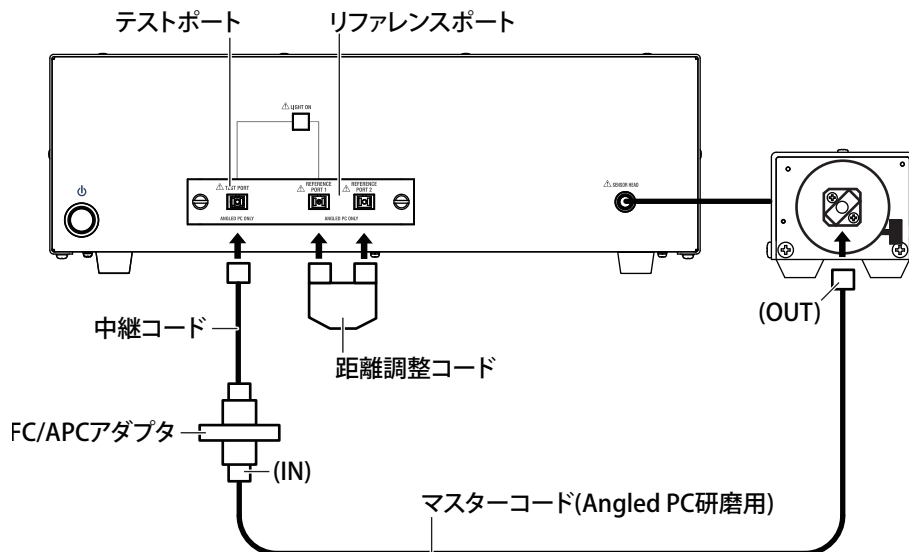 テストポート
リファレンスポート
⚠ LIGHT ON
⚠ TEST PORT
⚠ REFERENCE PORT 1
⚠ REFERENCE PORT 2
ANGLED PC ONLY
ANGLED PC ONLY
⚠ SENSOR HEAD
中継コード
距離調整コード
(OUT)
FC/APCアダプタ
(IN)
マスターコード(Angled PC研磨用)